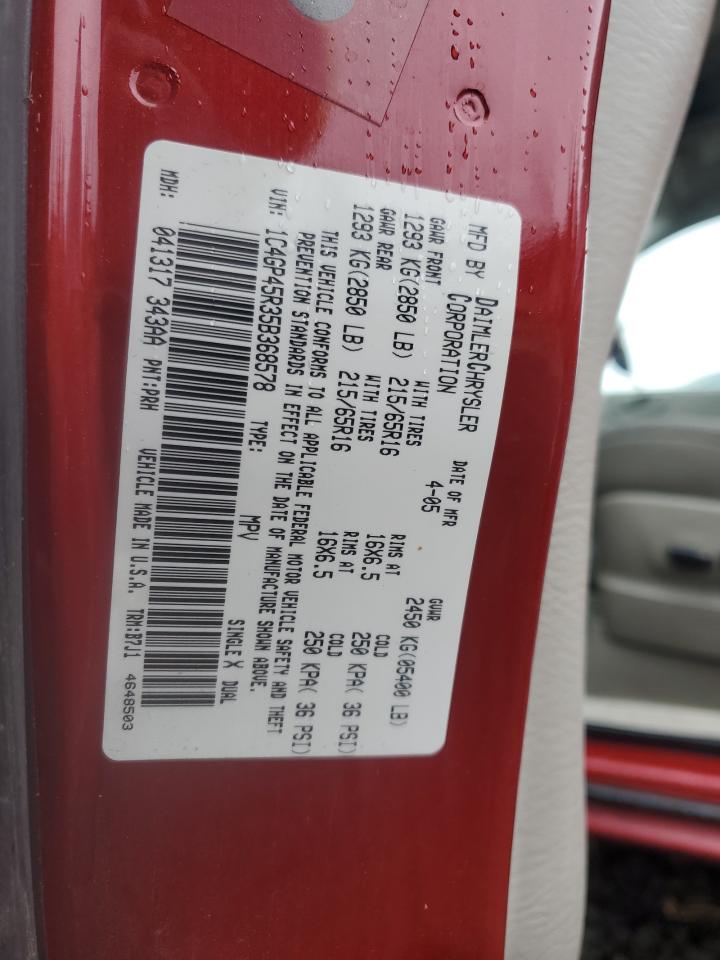 MFD BY DAIMLERCHRYSLER CORPORATION
DATE OF MFR 4-05
GVWR 2450 KG(05400 LB)
GAWR FRONT WITH TIRES RIMS AT COLD
1293 KG(2850 LB) 215/65R16 16X6.5 250 KPA( 36 PSI)
GAWR REAR WITH TIRES RIMS AT COLD
1293 KG(2850 LB) 215/65R16 16X6.5 250 KPA( 36 PSI)
THIS VEHICLE CONFORMS TO ALL APPLICABLE FEDERAL MOTOR VEHICLE SAFETY AND THEFT
PREVENTION STANDARDS IN EFFECT ON THE DATE OF MANUFACTURE SHOWN ABOVE.
VIN: 1C4GP45R35B368578 TYPE: MPV SINGLE X DUAL
MDH: 041317 343AA PNT:PRH VEHICLE MADE IN U.S.A. TRM:B7J1 4648503